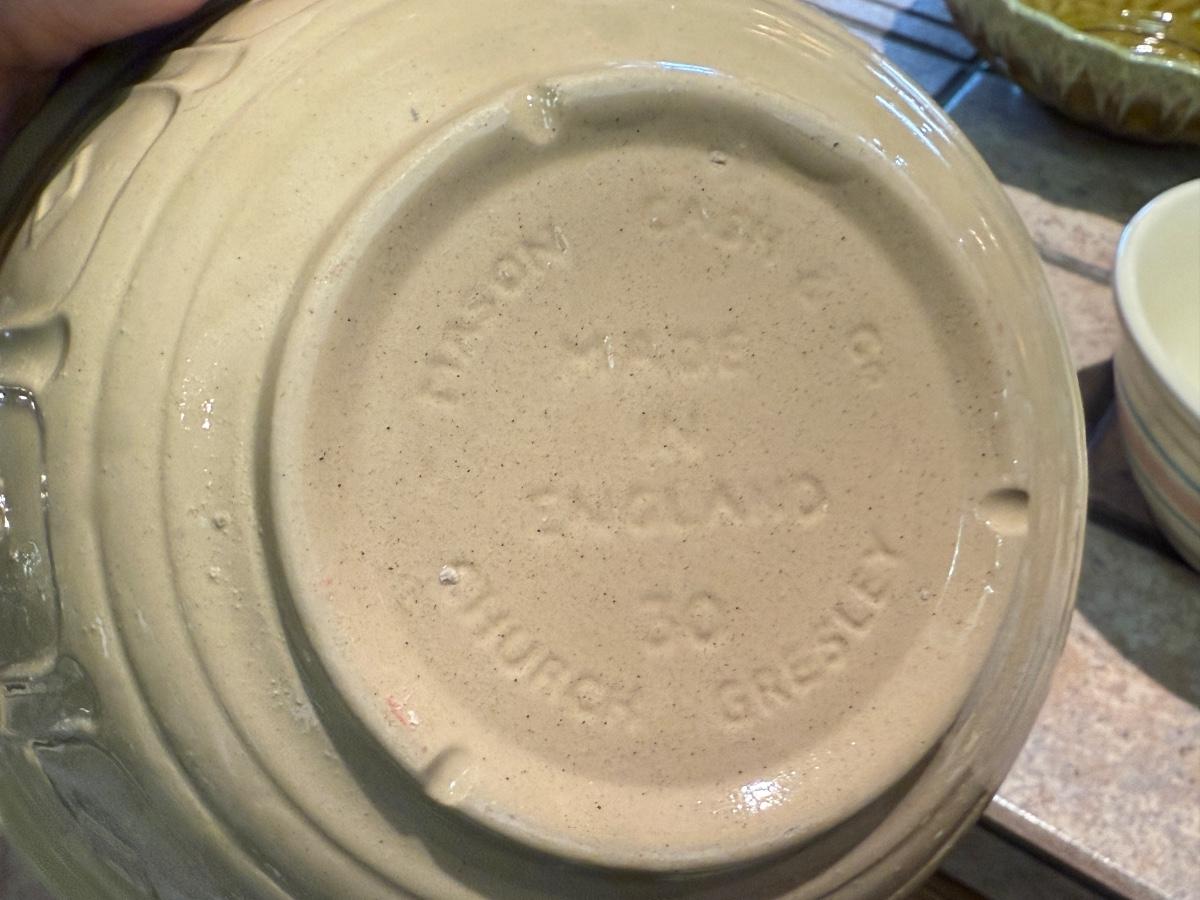 MASON CASH & Co
MADE
IN
ENGLAND
30
CHURCH GRESLEY